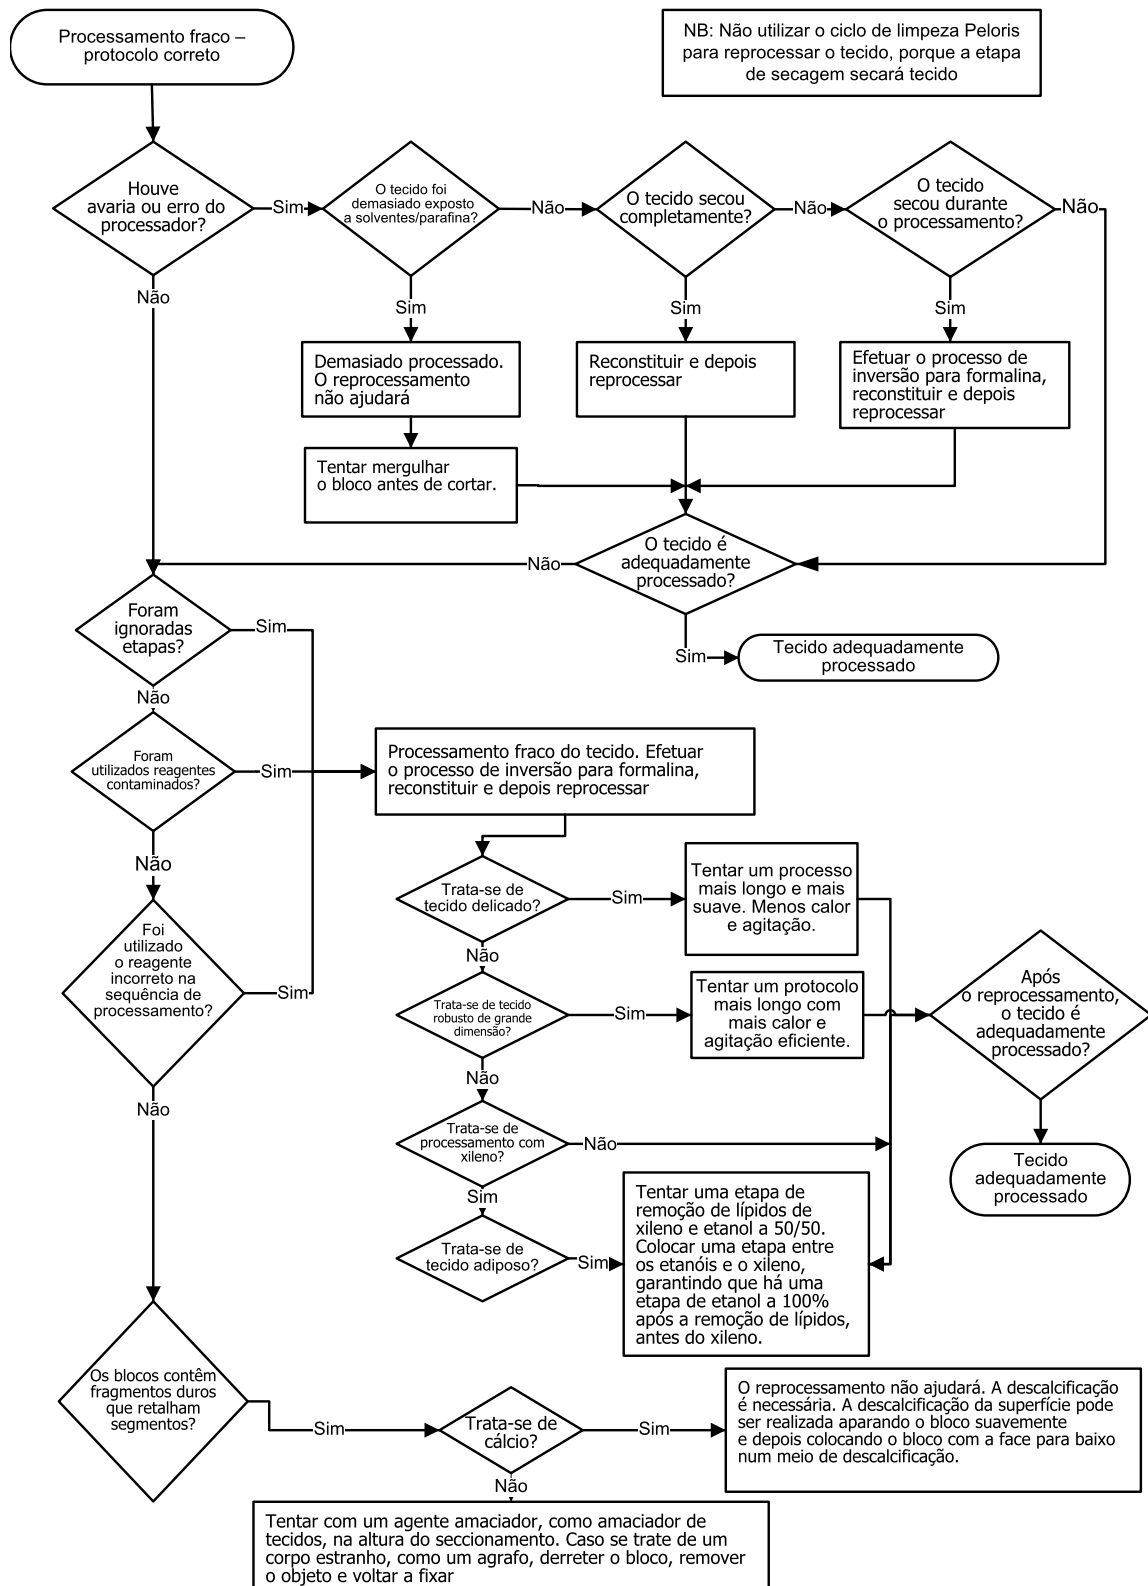 Processamento fraco –
protocolo correto
NB: Não utilizar o ciclo de limpeza Peloris
para reprocessar o tecido, porque a etapa
de secagem secará tecido
Houve
avaria ou erro do
processador?
Sim
O tecido foi
demasiado exposto
a solventes/parafina?
Não
O tecido secou
completamente?
Não
O tecido
secou durante
o processamento?
Não
Não
Sim
Sim
Sim
Demasiado processado.
O reprocessamento
não ajudará
Reconstituir e depois
reprocessar
Efetuar o processo de
inversão para formalina,
reconstituir e depois
reprocessar
Tentar mergulhar
o bloco antes de cortar.
O tecido é
adequadamente
processado?
Não
Sim
Tecido adequadamente
processado
Foram
ignoradas
etapas?
Sim
Não
Foram
utilizados reagentes
contaminados?
Sim
Processamento fraco do tecido. Efetuar
o processo de inversão para formalina,
reconstituir e depois reprocessar
Não
Foi
utilizado
o reagente
incorreto na
sequência de
processamento?
Sim
Não
Trata-se de
tecido delicado?
Sim
Tentar um processo
mais longo e mais
suave. Menos calor
e agitação.
Não
Trata-se de tecido
robusto de grande
dimensão?
Sim
Tentar um protocolo
mais longo com
mais calor e
agitação eficiente.
Após
o reprocessamento,
o tecido é
adequadamente
processado?
Não
Trata-se de
processamento com
xileno?
Não
Sim
Tecido
adequadamente
processado
Trata-se de
tecido adiposo?
Sim
Tentar uma etapa de
remoção de lípidos de
xileno e etanol a 50/50.
Colocar uma etapa entre
os etanóis e o xileno,
garantindo que há uma
etapa de etanol a 100%
após a remoção de lípidos,
antes do xileno.
Os blocos contêm
fragmentos duros
que retalham
segmentos?
Sim
Trata-se de
cálcio?
Sim
O reprocessamento não ajudará. A descalcificação
é necessária. A descalcificação da superfície pode
ser realizada aparando o bloco suavemente
e depois colocando o bloco com a face para baixo
num meio de descalcificação.
Não
Tentar com um agente amaciador, como amaciador de
tecidos, na altura do seccionamento. Caso se trate de um
corpo estranho, como um agrafo, derreter o bloco, remover
o objeto e voltar a fixar